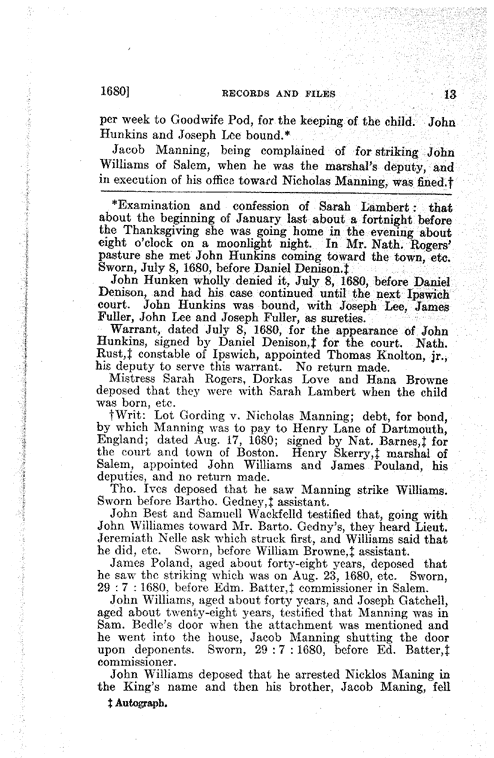 1680] RECORDS AND FILES 13
per week to Goodwife Pod, for the keeping of the child. John
Hunkins and Joseph Lee bound.*
Jacob Manning, being complained of for striking John
Williams of Salem, when he was the marshal's deputy, and
in execution of his office toward Nicholas Manning, was fined.†
*Examination and confession of Sarah Lambert: that
about the beginning of January last about a fortnight before
the Thanksgiving she was going home in the evening about
eight o'clock on a moonlight night. In Mr. Nath. Rogers'
pasture she met John Hunkins coming toward the town, etc.
Sworn, July 8, 1680, before Daniel Denison.‡
John Hunken wholly denied it, July 8, 1680, before Daniel
Denison, and had his case continued until the next Ipswich
court. John Hunkins was bound, with Joseph Lee, James
Fuller, John Lee and Joseph Fuller, as sureties.
Warrant, dated July 8, 1680, for the appearance of John
Hunkins, signed by Daniel Denison,‡ for the court. Nath.
Rust,‡ constable of Ipswich, appointed Thomas Knolton, jr.,
his deputy to serve this warrant. No return made.
Mistress Sarah Rogers, Dorkas Love and Hana Browne
deposed that they were with Sarah Lambert when the child
was born, etc.
†Writ: Lot Gording v. Nicholas Manning; debt, for bond,
by which Manning was to pay to Henry Lane of Dartmouth,
England; dated Aug. 17, 1680; signed by Nat. Barnes,‡ for
the court and town of Boston. Henry Skerry,‡ marshal of
Salem, appointed John Williams and James Pouland, his
deputies, and no return made.
Tho. Ives deposed that he saw Manning strike Williams.
Sworn before Bartho. Gedney,‡ assistant.
John Best and Samuell Wackfelld testified that, going with
John Williames toward Mr. Barto. Gedny's, they heard Lieut.
Jeremiath Nelle ask which struck first, and Williams said that
he did, etc. Sworn, before William Browne,‡ assistant.
James Poland, aged about forty-eight years, deposed that
he saw the striking which was on Aug. 23, 1680, etc. Sworn,
29 : 7 : 1680, before Edm. Batter,‡ commissioner in Salem.
John Williams, aged about forty years, and Joseph Gatchell,
aged about twenty-eight years, testified that Manning was in
Sam. Bedle's door when the attachment was mentioned and
he went into the house, Jacob Manning shutting the door
upon deponents. Sworn, 29 : 7 : 1680, before Ed. Batter,‡
commissioner.
John Williams deposed that he arrested Nicklos Maning in
the King's name and then his brother, Jacob Maning, fell
‡ Autograph.